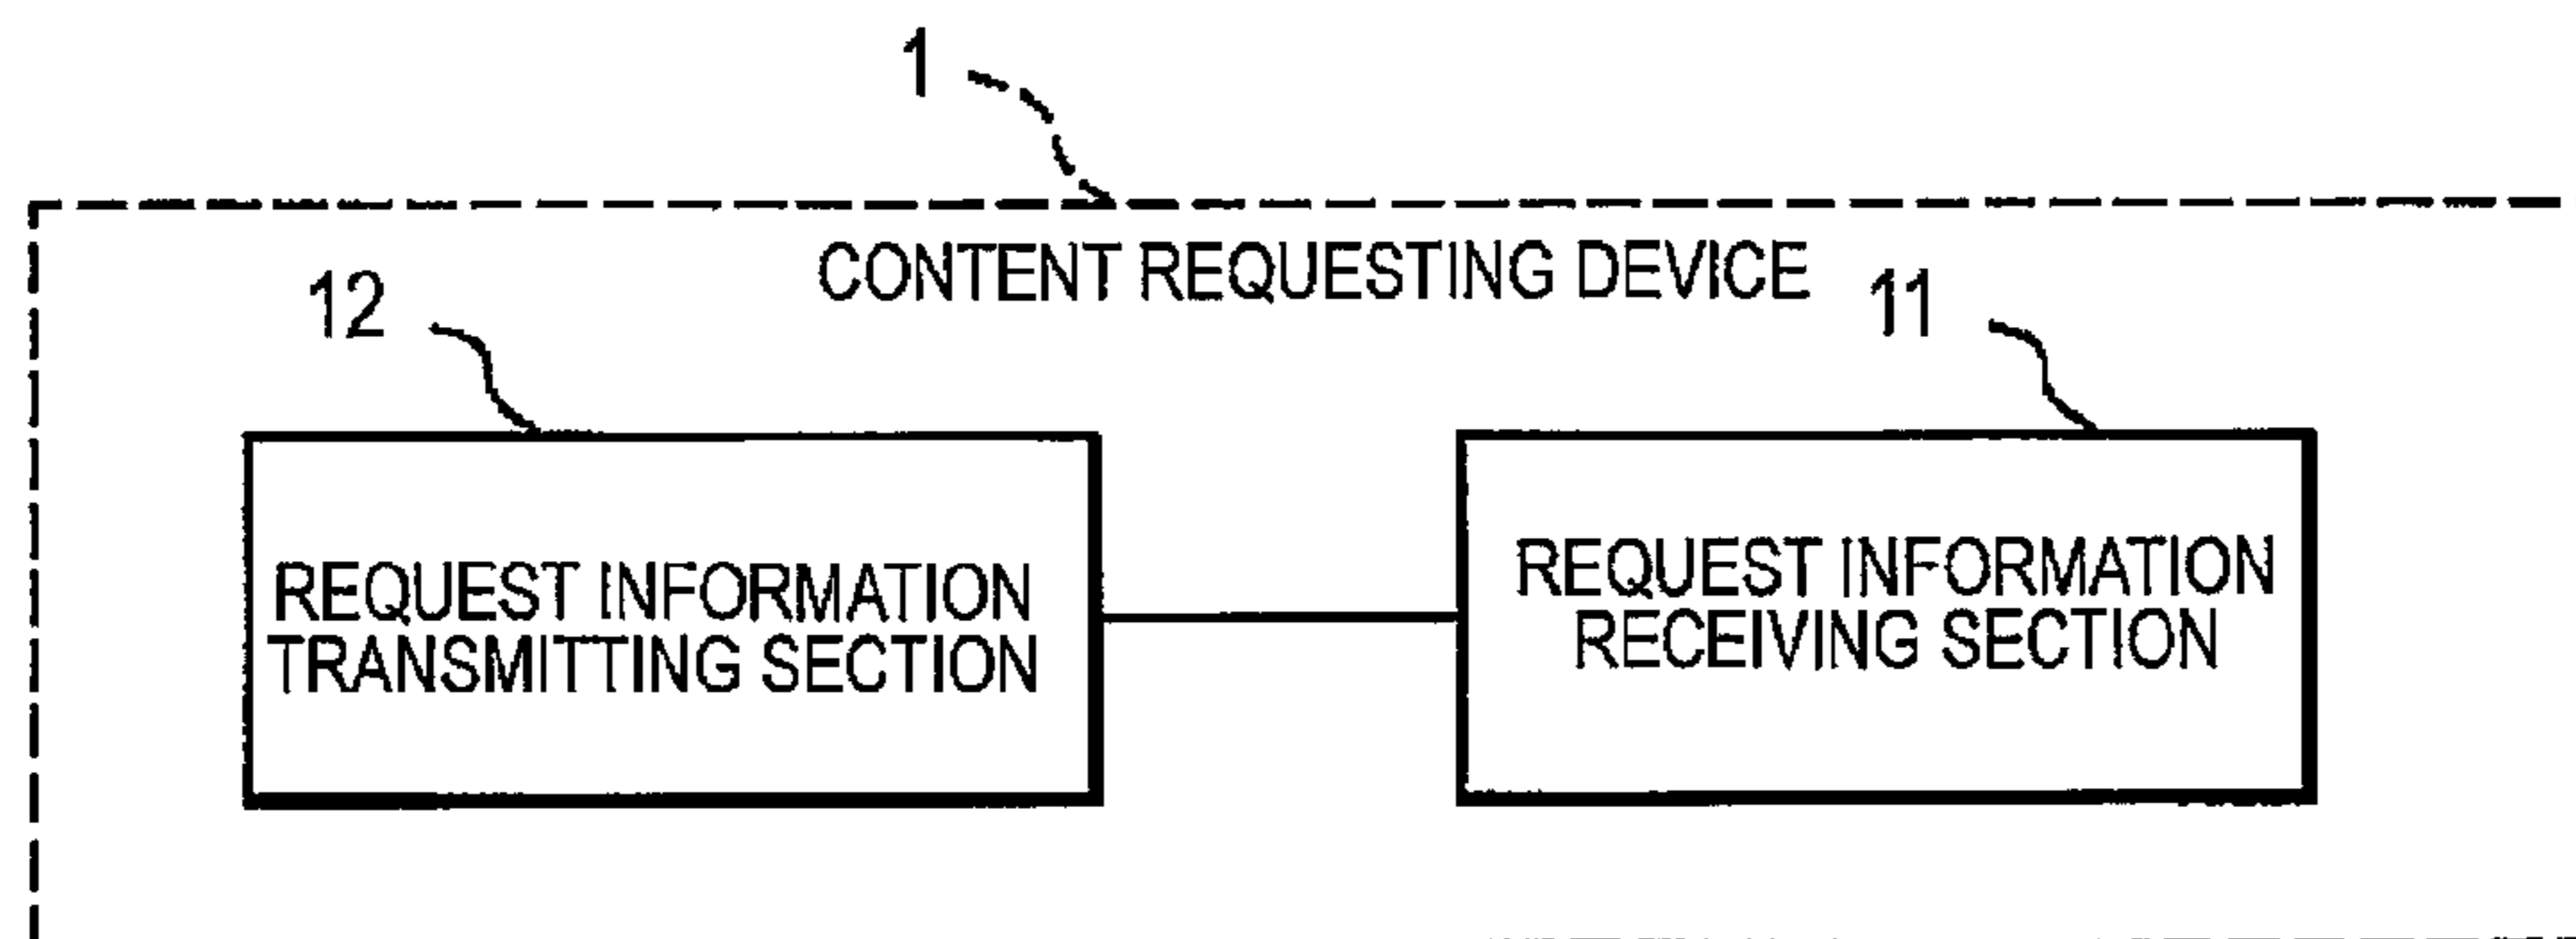 1
CONTENT REQUESTING DEVICE
12
11
REQUEST INFORMATION
TRANSMITTING SECTION
REQUEST INFORMATION
RECEIVING SECTION